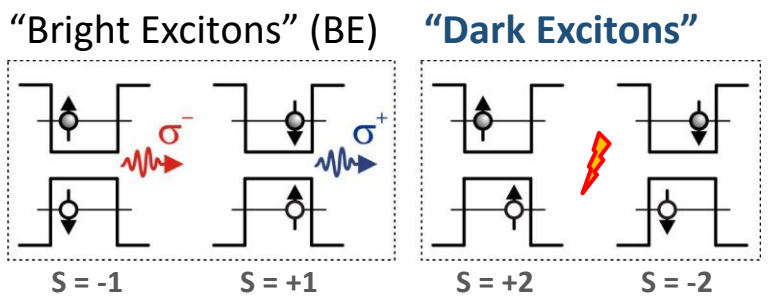 “Bright Excitons” (BE) “Dark Excitons”
σ⁻ σ⁺
S = -1 S = +1 S = +2 S = -2